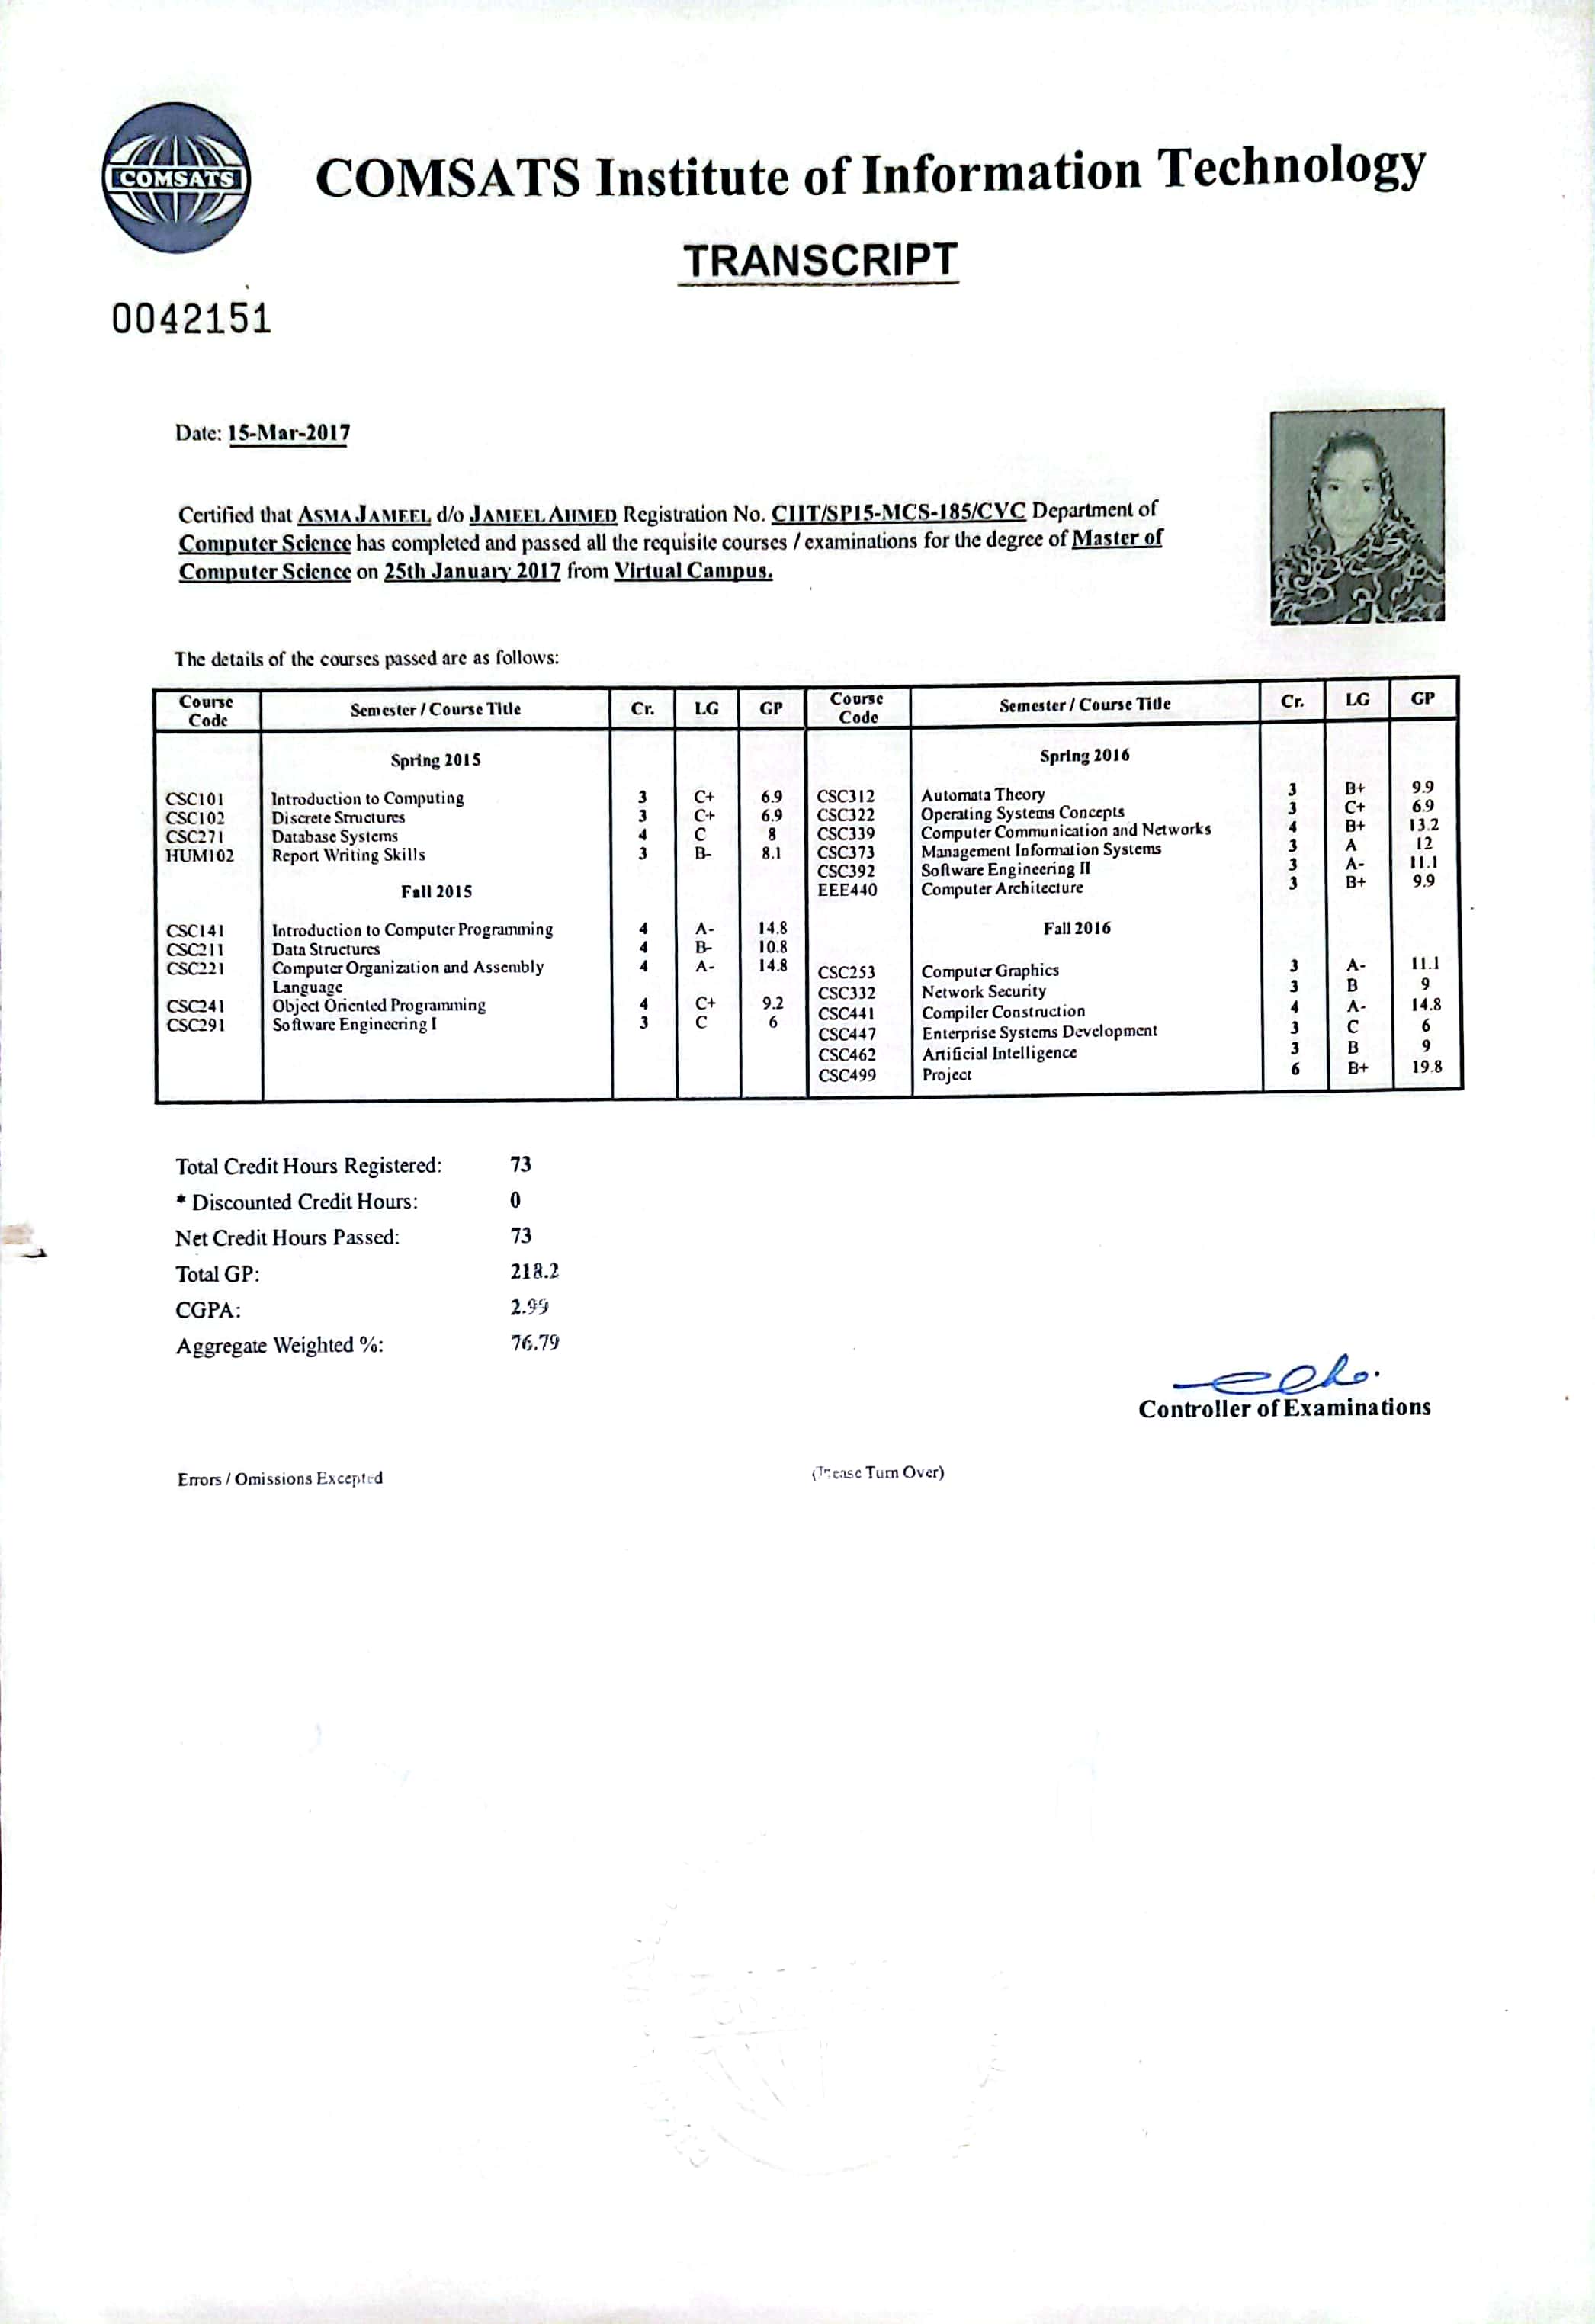 COMSATS
COMSATS Institute of Information Technology
TRANSCRIPT
0042151
Date: 15-Mar-2017
Certified that ASMA JAMEEL d/o JAMEEL AHMED Registration No. CIIT/SP15-MCS-185/CVC Department of
Computer Science has completed and passed all the requisite courses / examinations for the degree of Master of
Computer Science on 25th January 2017 from Virtual Campus.
The details of the courses passed are as follows:
Course Code Semester / Course Title Cr. LG GP Course Code Semester / Course Title Cr. LG GP
Spring 2015
CSC101 Introduction to Computing 3 C+ 6.9
CSC102 Discrete Structures 3 C+ 6.9
CSC271 Database Systems 4 C 8
HUM102 Report Writing Skills 3 B- 8.1
Fall 2015
CSC141 Introduction to Computer Programming 4 A- 14.8
CSC211 Data Structures 4 B- 10.8
CSC221 Computer Organization and Assembly 4 A- 14.8
Language
CSC241 Object Oriented Programming 4 C+ 9.2
CSC291 Software Engineering I 3 C 6
Spring 2016
CSC312 Automata Theory 3 B+ 9.9
CSC322 Operating Systems Concepts 3 C+ 6.9
CSC339 Computer Communication and Networks 4 B+ 13.2
CSC373 Management Information Systems 3 A 12
CSC392 Software Engineering II 3 A- 11.1
EEE440 Computer Architecture 3 B+ 9.9
Fall 2016
CSC253 Computer Graphics 3 A- 11.1
CSC332 Network Security 3 B 9
CSC441 Compiler Construction 4 A- 14.8
CSC447 Enterprise Systems Development 3 C 6
CSC462 Artificial Intelligence 3 B 9
CSC499 Project 6 B+ 19.8
Total Credit Hours Registered: 73
* Discounted Credit Hours: 0
Net Credit Hours Passed: 73
Total GP: 218.2
CGPA: 2.99
Aggregate Weighted %: 76.79
Controller of Examinations
Errors / Omissions Excepted
(Please Turn Over)